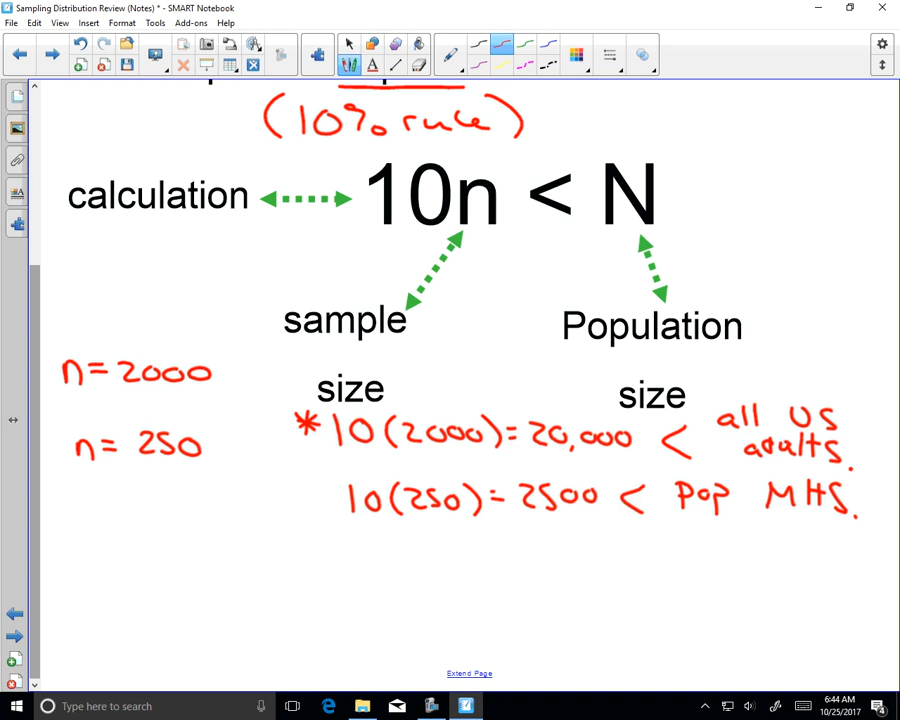 Sampling Distribution Review (Notes) - SMART Notebook
File Edit View Insert Format Tools Add-ons Help
(10% rule)
calculation 10n < N
sample Population
size size
n=2000
n= 250
* 10(2000)= 20,000 < all US adults.
10(250)= 2500 < Pop MHS.
Extend Page
Type here to search
6:44 AM
10/25/2017
4